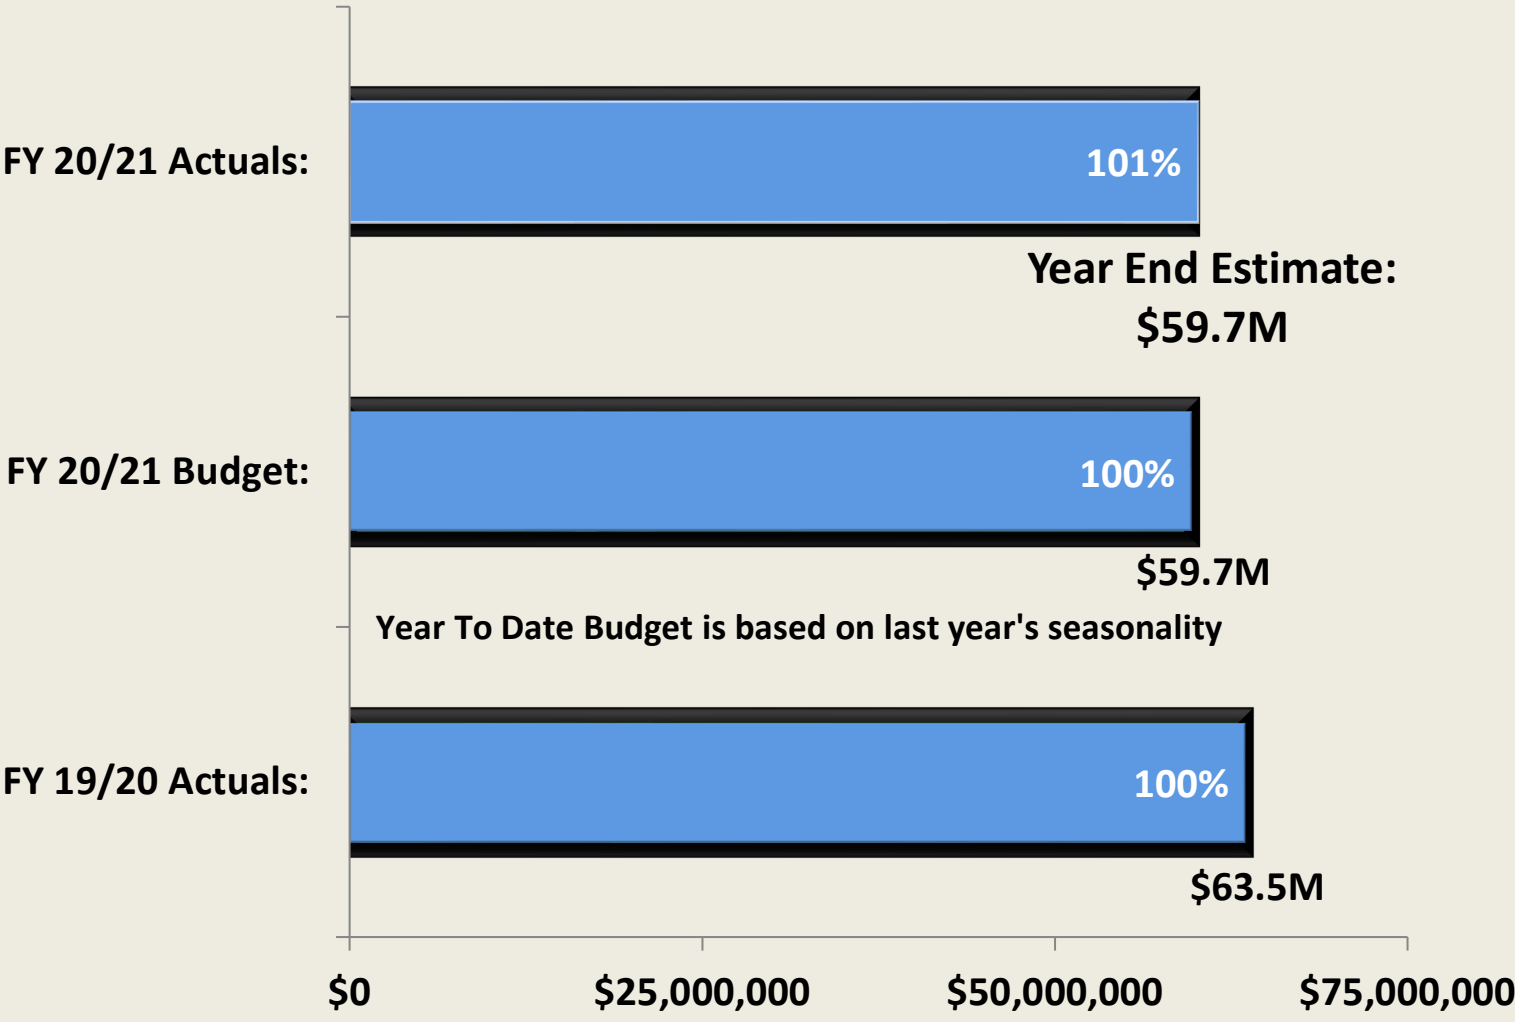 FY 20/21 Actuals:
101%
Year End Estimate:
$59.7M
FY 20/21 Budget:
100%
$59.7M
Year To Date Budget is based on last year's seasonality
FY 19/20 Actuals:
100%
$63.5M
$0
$25,000,000
$50,000,000
$75,000,000